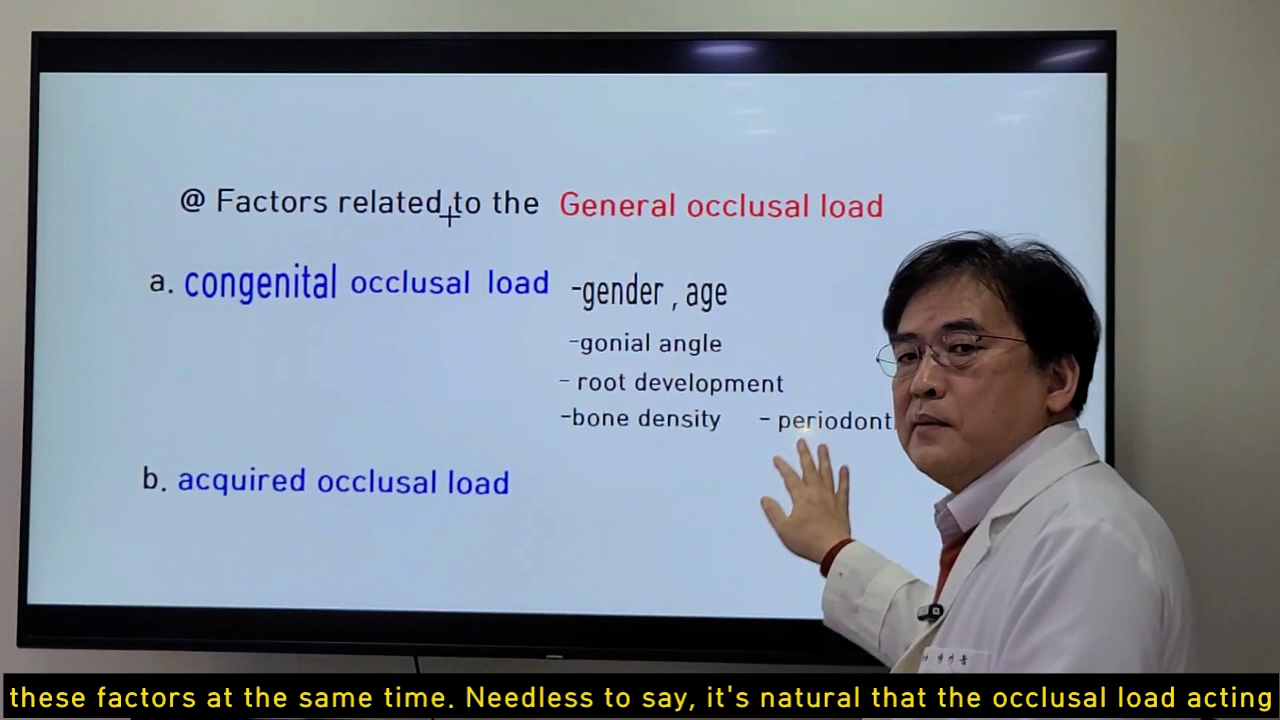 @ Factors related to the General occlusal load
a. congenital occlusal load -gender , age
-gonial angle
- root development
-bone density - periodont
b. acquired occlusal load
these factors at the same time. Needless to say, it's natural that the occlusal load acting